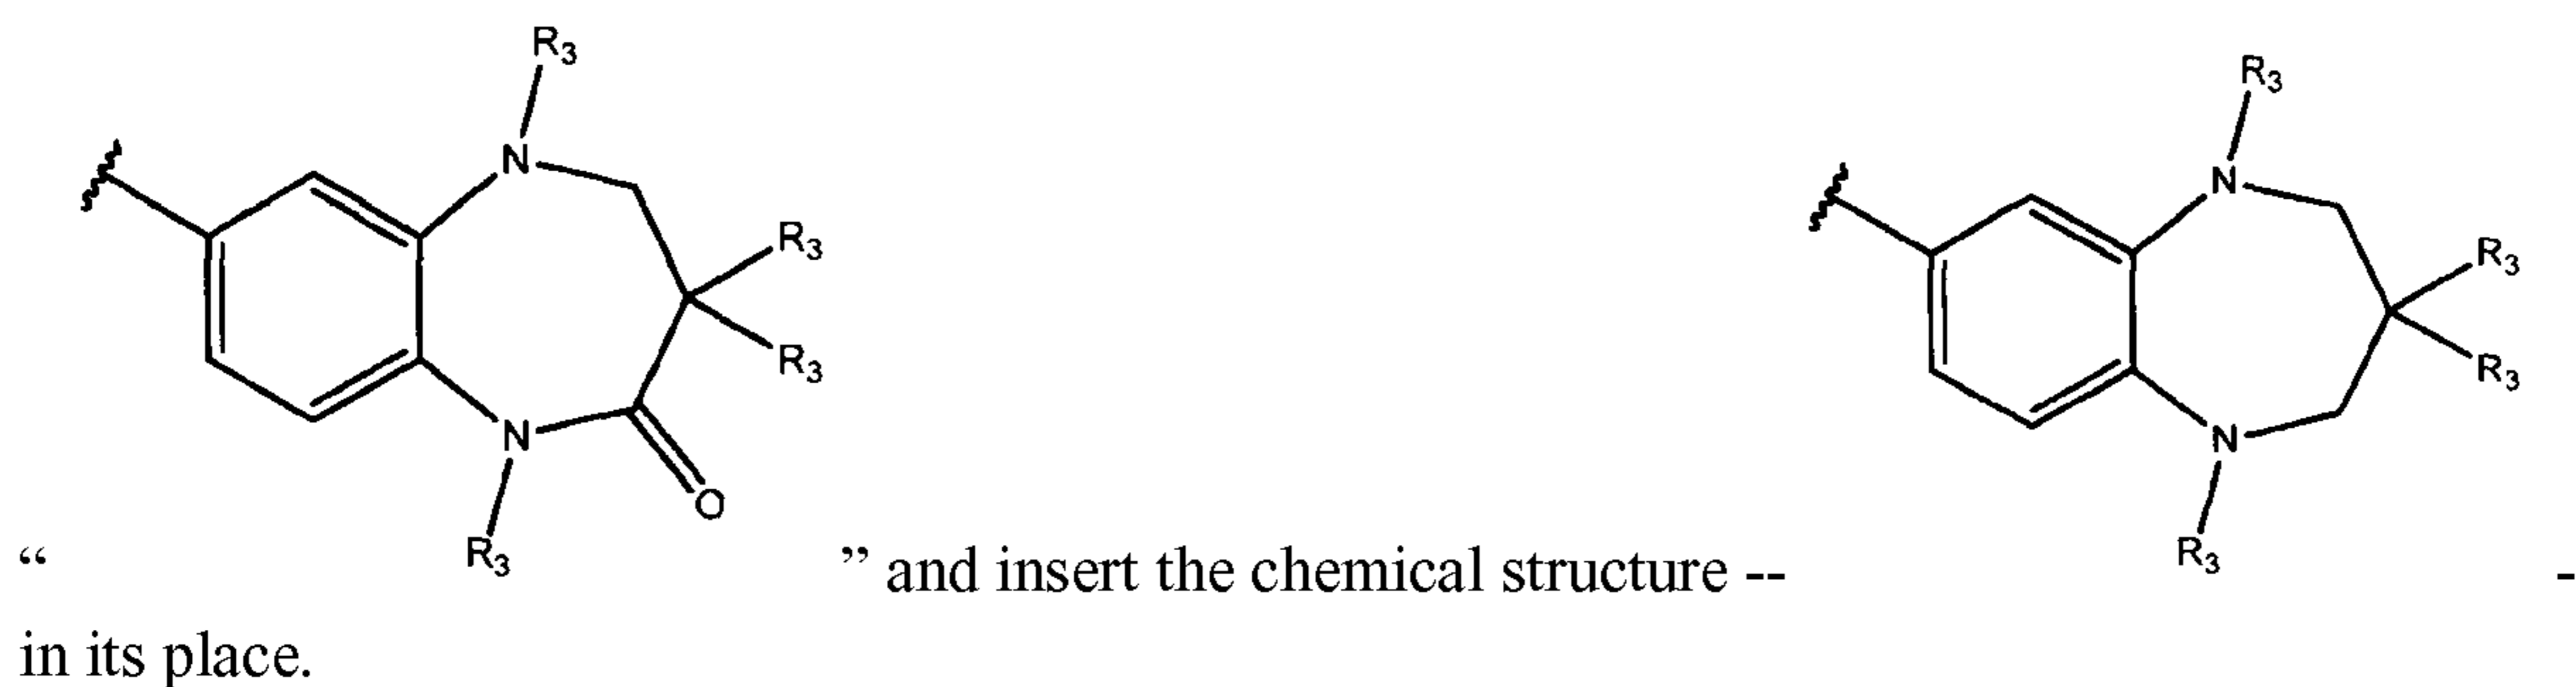 R3 R3
N N
R3 R3
R3 R3
N N
O
“ R3 ” and insert the chemical structure -- R3 -
in its place.